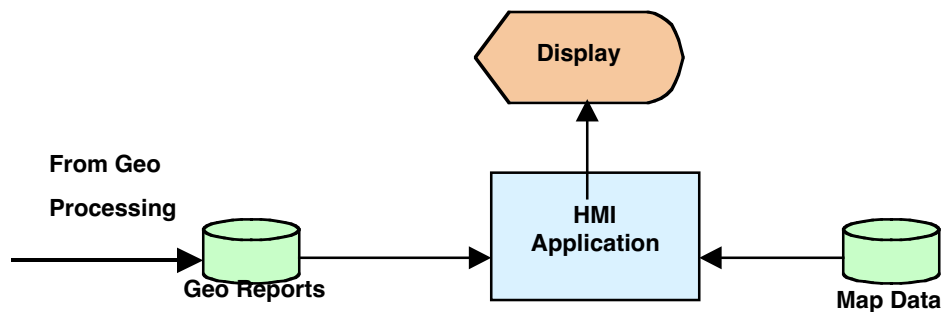 Display
From Geo
Processing
HMI
Application
Geo Reports
Map Data